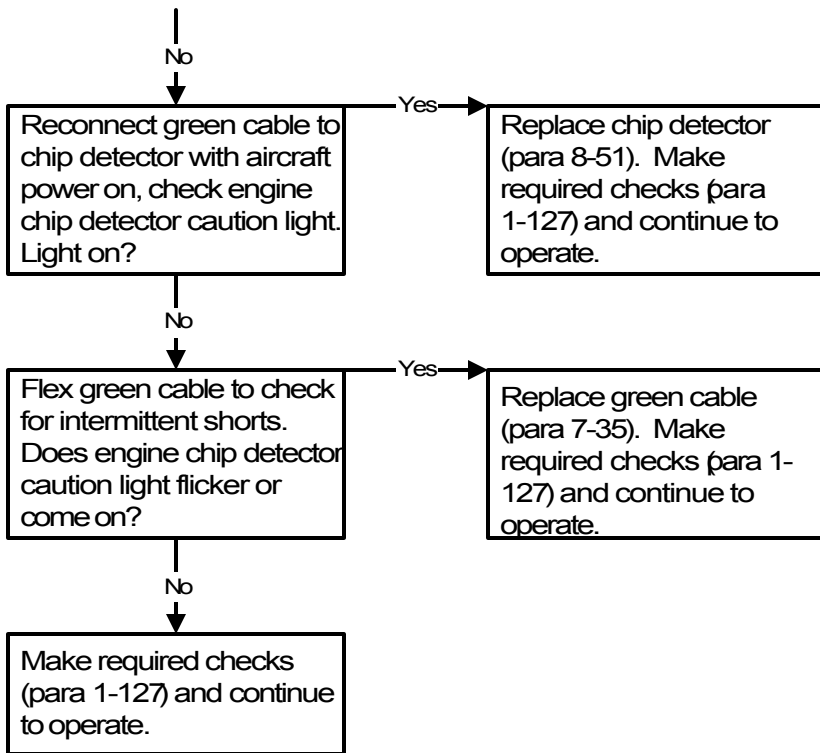 No
Reconnect green cable to
chip detector with aircraft
power on, check engine
chip detector caution light.
Light on?
Yes
Replace chip detector
(para 8-51).  Make
required checks (para
1-127) and continue to
operate.
No
Flex green cable to check
for intermittent shorts.
Does engine chip detector
caution light flicker or
come on?
Yes
Replace green cable
(para 7-35).  Make
required checks (para 1-
127) and continue to
operate.
No
Make required checks
(para 1-127) and continue
to operate.